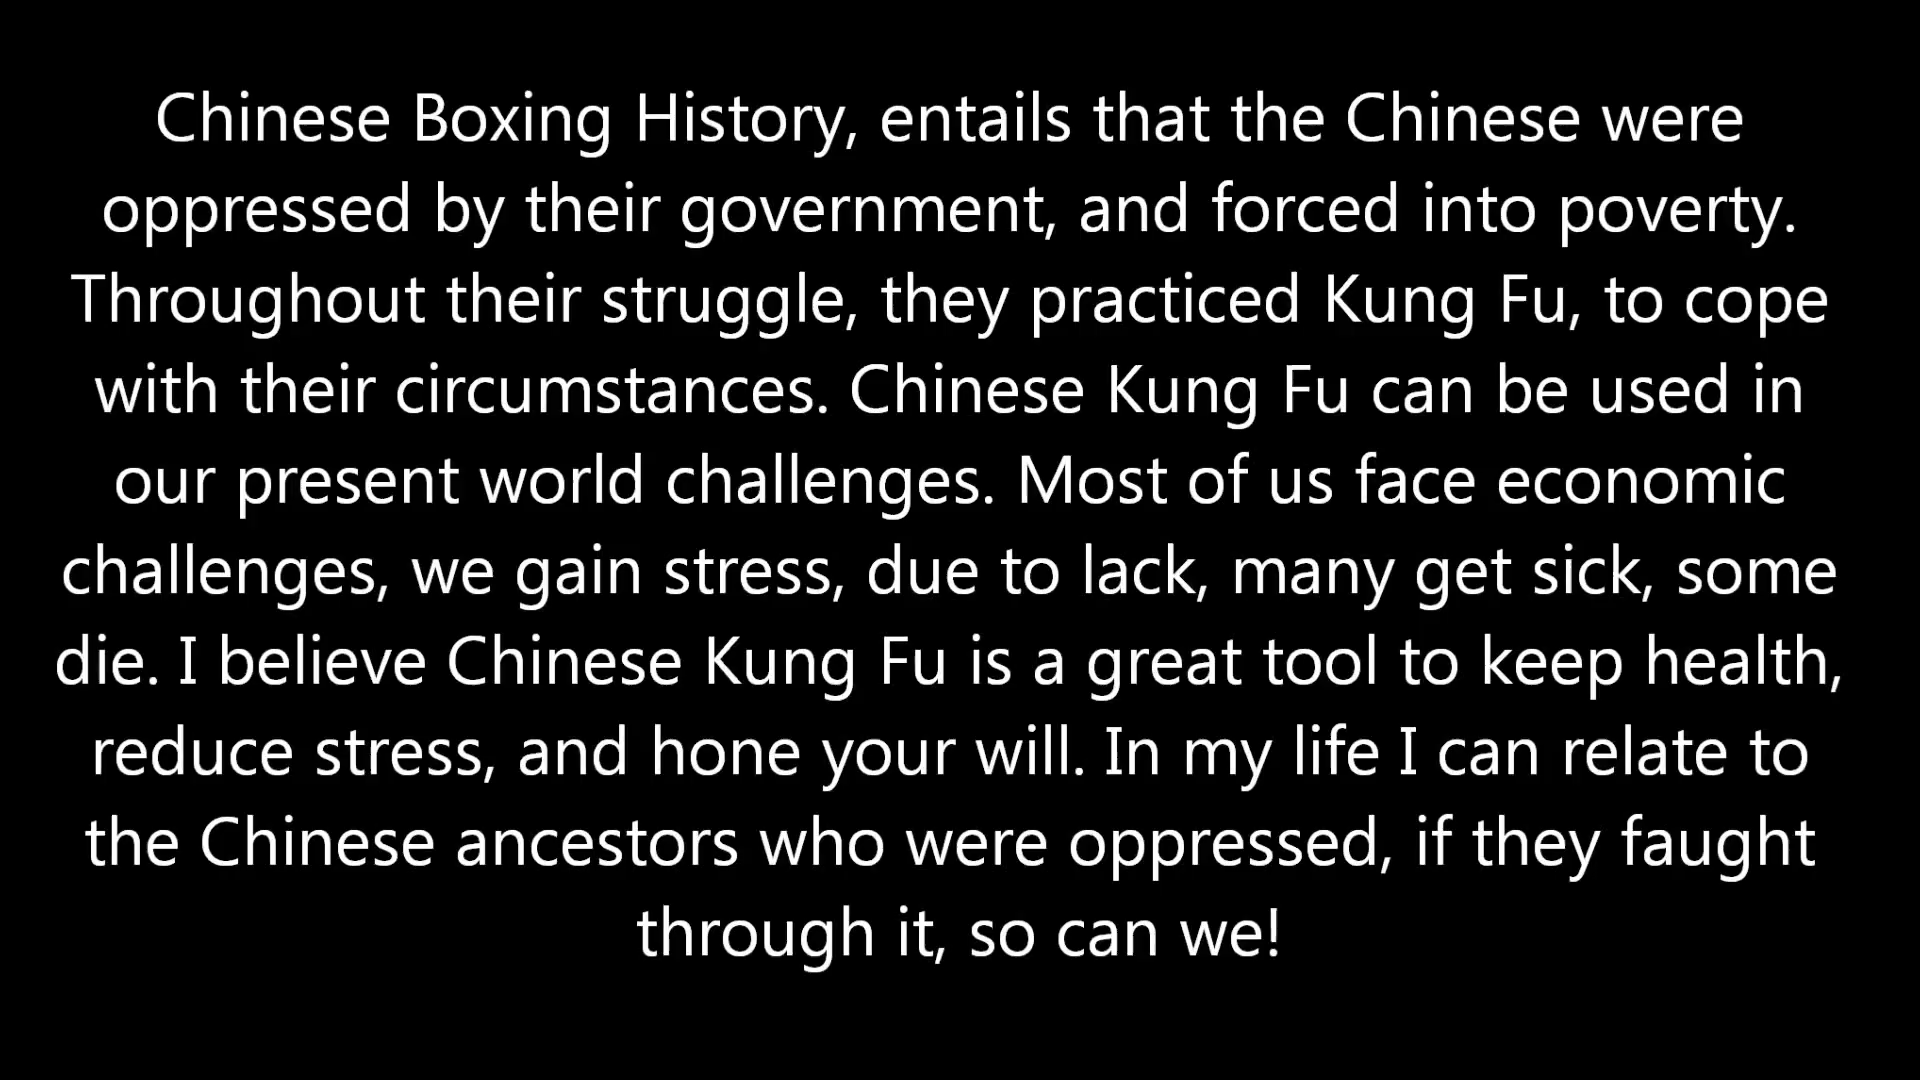 Chinese Boxing History, entails that the Chinese were
oppressed by their government, and forced into poverty.
Throughout their struggle, they practiced Kung Fu, to cope
with their circumstances. Chinese Kung Fu can be used in
our present world challenges. Most of us face economic
challenges, we gain stress, due to lack, many get sick, some
die. I believe Chinese Kung Fu is a great tool to keep health,
reduce stress, and hone your will. In my life I can relate to
the Chinese ancestors who were oppressed, if they faught
through it, so can we!